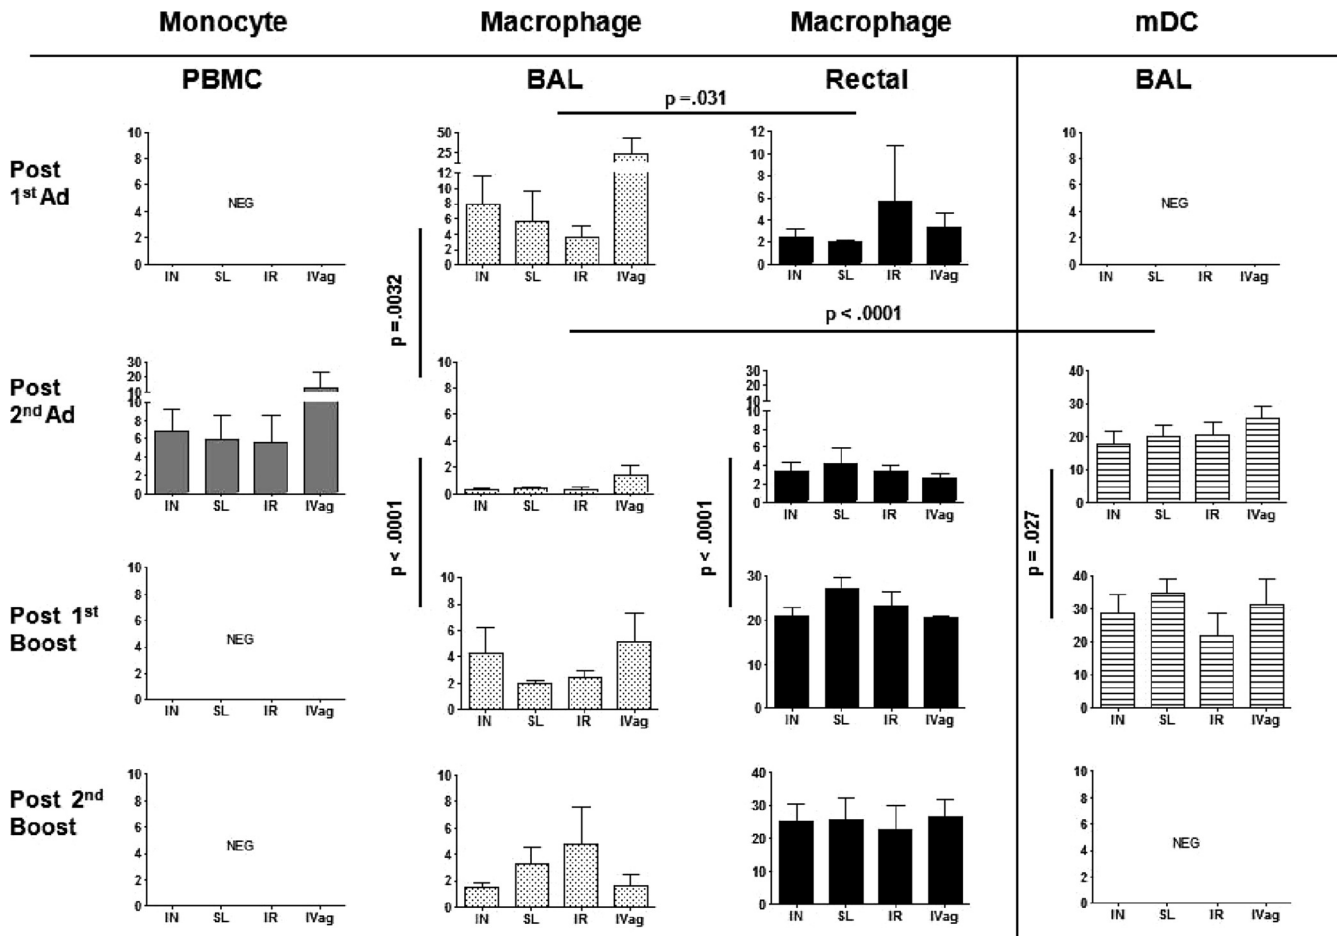 Monocyte Macrophage Macrophage mDC
PBMC BAL Rectal BAL
p =.031
Post
1st Ad
10
8
6
4
2
0
NEG
IN SL IR IVag
50
25
12
10
8
6
4
2
0
IN SL IR IVag
12
10
8
6
4
2
0
IN SL IR IVag
10
8
6
4
2
0
NEG
IN SL IR IVag
p =.0032
p < .0001
Post
2nd Ad
30
20
10
10
8
6
4
2
0
IN SL IR IVag
10
8
6
4
2
0
IN SL IR IVag
30
20
10
10
8
6
4
2
0
IN SL IR IVag
40
30
20
10
0
IN SL IR IVag
p < .0001
p < .0001
p = .027
Post 1st
Boost
10
8
6
4
2
0
NEG
IN SL IR IVag
10
8
6
4
2
0
IN SL IR IVag
30
20
10
0
IN SL IR IVag
40
30
20
10
0
IN SL IR IVag
Post 2nd
Boost
10
8
6
4
2
0
NEG
IN SL IR IVag
10
8
6
4
2
0
IN SL IR IVag
40
30
20
10
0
IN SL IR IVag
10
8
6
4
2
0
NEG
IN SL IR IVag